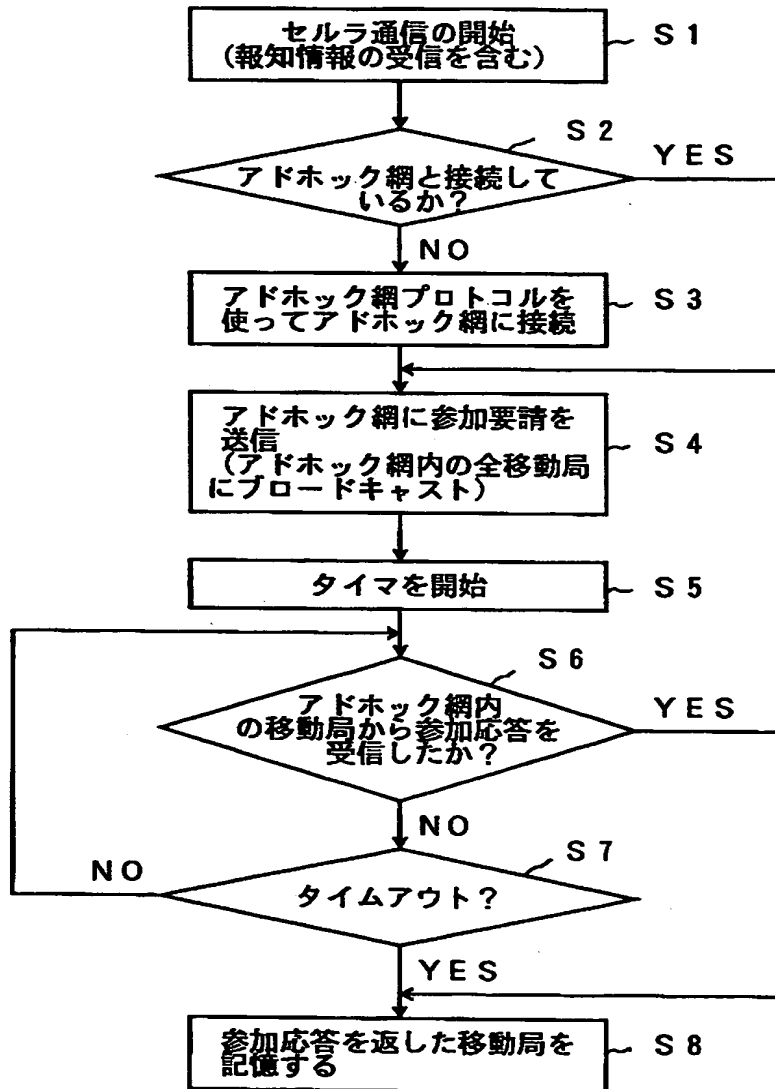 セルラ通信の開始
(報知情報の受信を含む)
S1
S2
YES
アドホック網と接続して
いるか?
NO
アドホック網プロトコルを
使ってアドホック網に接続
S3
アドホック網に参加要請を
送信
(アドホック網内の全移動局
にブロードキャスト)
S4
タイマを開始
S5
S6
アドホック網内
の移動局から参加応答を
受信したか?
YES
NO
S7
NO
タイムアウト?
YES
参加応答を返した移動局を
記憶する
S8